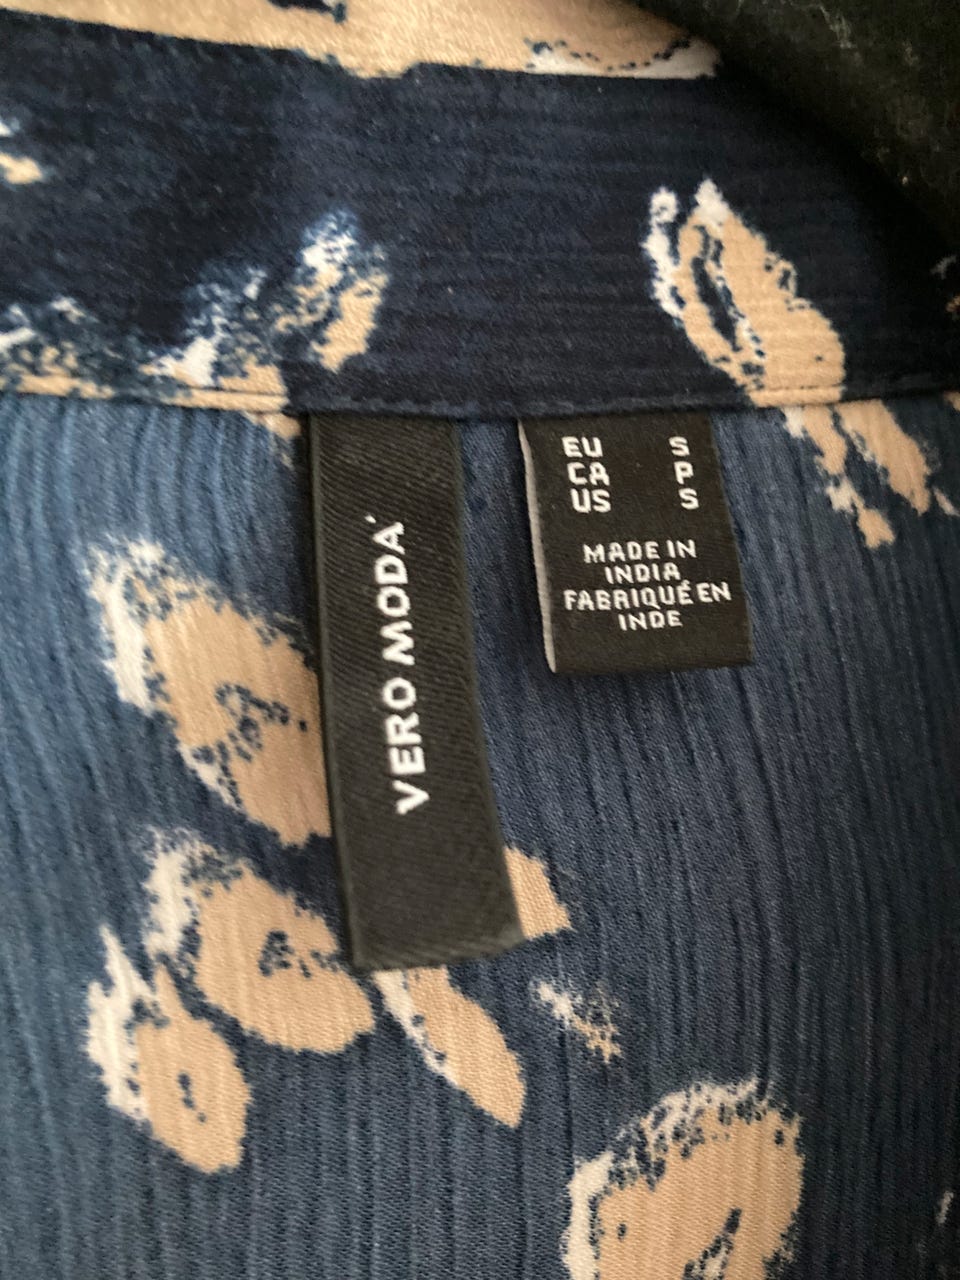 VERO MODA
EU S
CA P
US S
MADE IN
INDIA
FABRIQUÉ EN
INDE